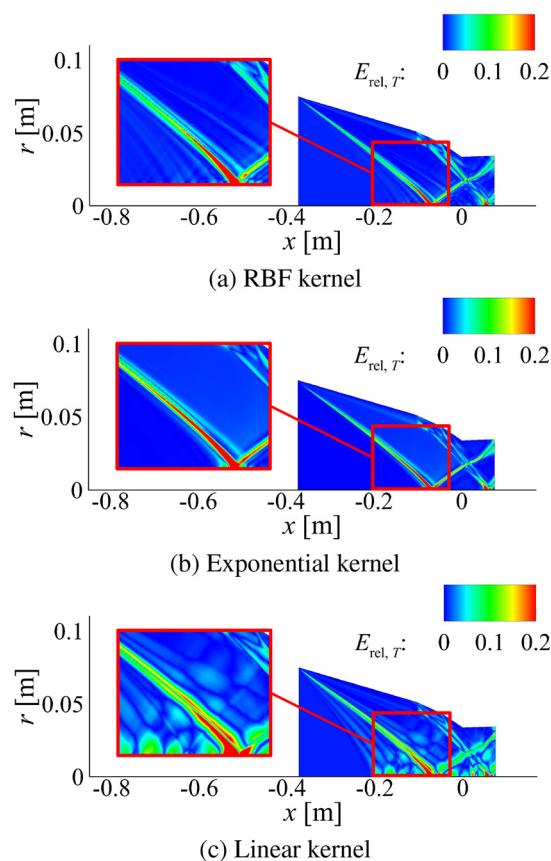 E_rel, T: 0 0.1 0.2
0.1
0.05
0
r [m]
-0.8 -0.6 -0.4 -0.2 0
x [m]
(a) RBF kernel
E_rel, T: 0 0.1 0.2
0.1
0.05
0
r [m]
-0.8 -0.6 -0.4 -0.2 0
x [m]
(b) Exponential kernel
E_rel, T: 0 0.1 0.2
0.1
0.05
0
r [m]
-0.8 -0.6 -0.4 -0.2 0
x [m]
(c) Linear kernel